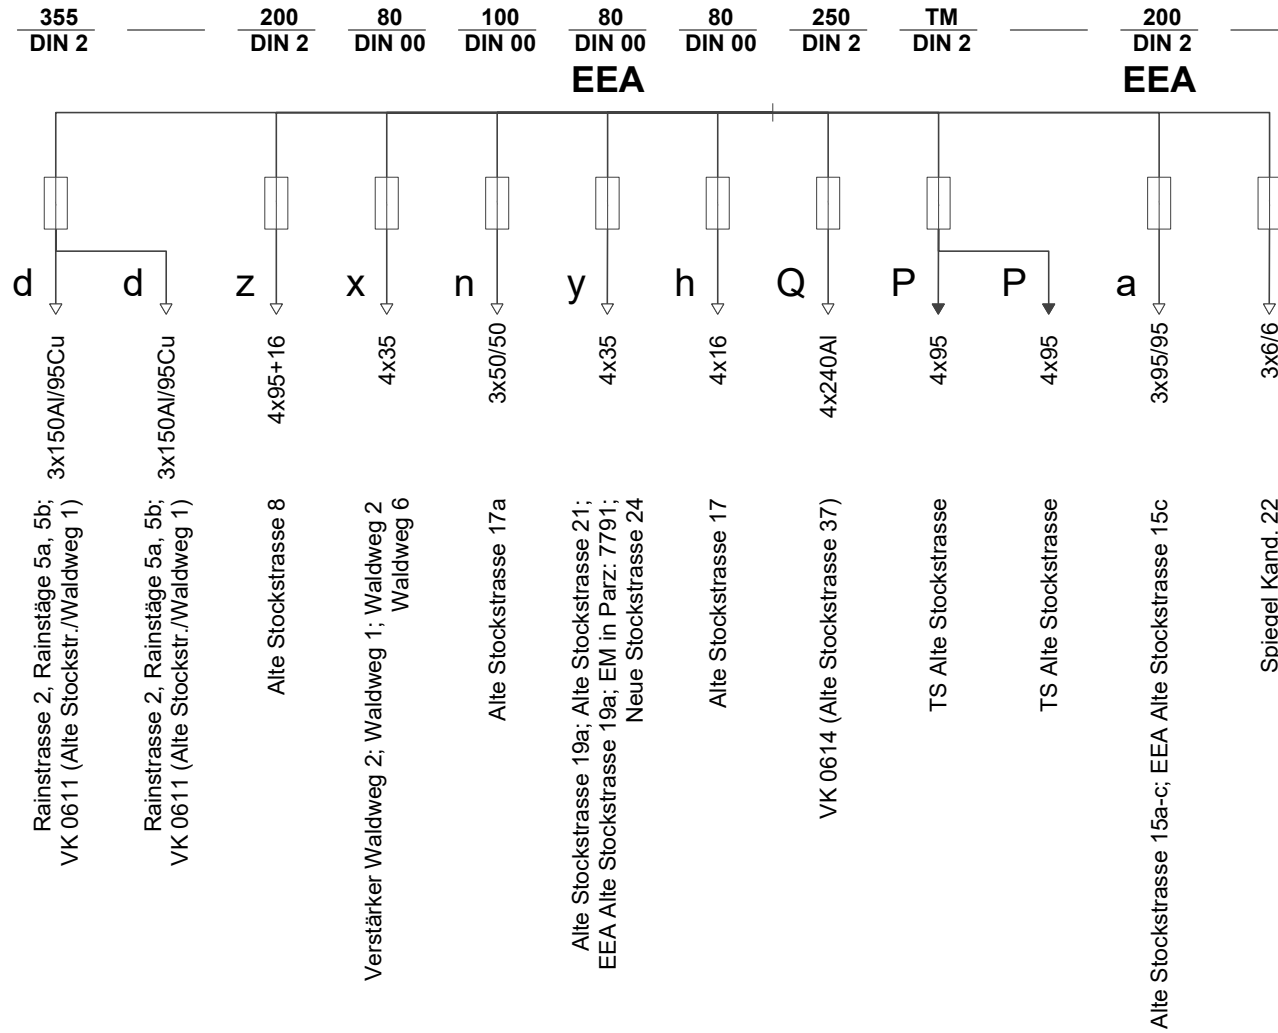 355
DIN 2
200
DIN 2
80
DIN 00
100
DIN 00
80
DIN 00
80
DIN 00
250
DIN 2
TM
DIN 2
200
DIN 2
EEA
EEA
d
d
z
x
n
y
h
Q
P
P
a
3x150Al/95Cu
3x150Al/95Cu
4x95+16
4x35
3x50/50
4x35
4x16
4x240Al
4x95
4x95
3x95/95
3x6/6
Rainstrasse 2, Rainstäge 5a, 5b;
VK 0611 (Alte Stockstr./Waldweg 1)
Rainstrasse 2, Rainstäge 5a, 5b;
VK 0611 (Alte Stockstr./Waldweg 1)
Alte Stockstrasse 8
Verstärker Waldweg 2; Waldweg 1; Waldweg 2
Waldweg 6
Alte Stockstrasse 17a
Alte Stockstrasse 19a; Alte Stockstrasse 21;
EEA Alte Stockstrasse 19a; EM in Parz: 7791;
Neue Stockstrasse 24
Alte Stockstrasse 17
VK 0614 (Alte Stockstrasse 37)
TS Alte Stockstrasse
TS Alte Stockstrasse
Alte Stockstrasse 15a-c; EEA Alte Stockstrasse 15c
Spiegel Kand. 22